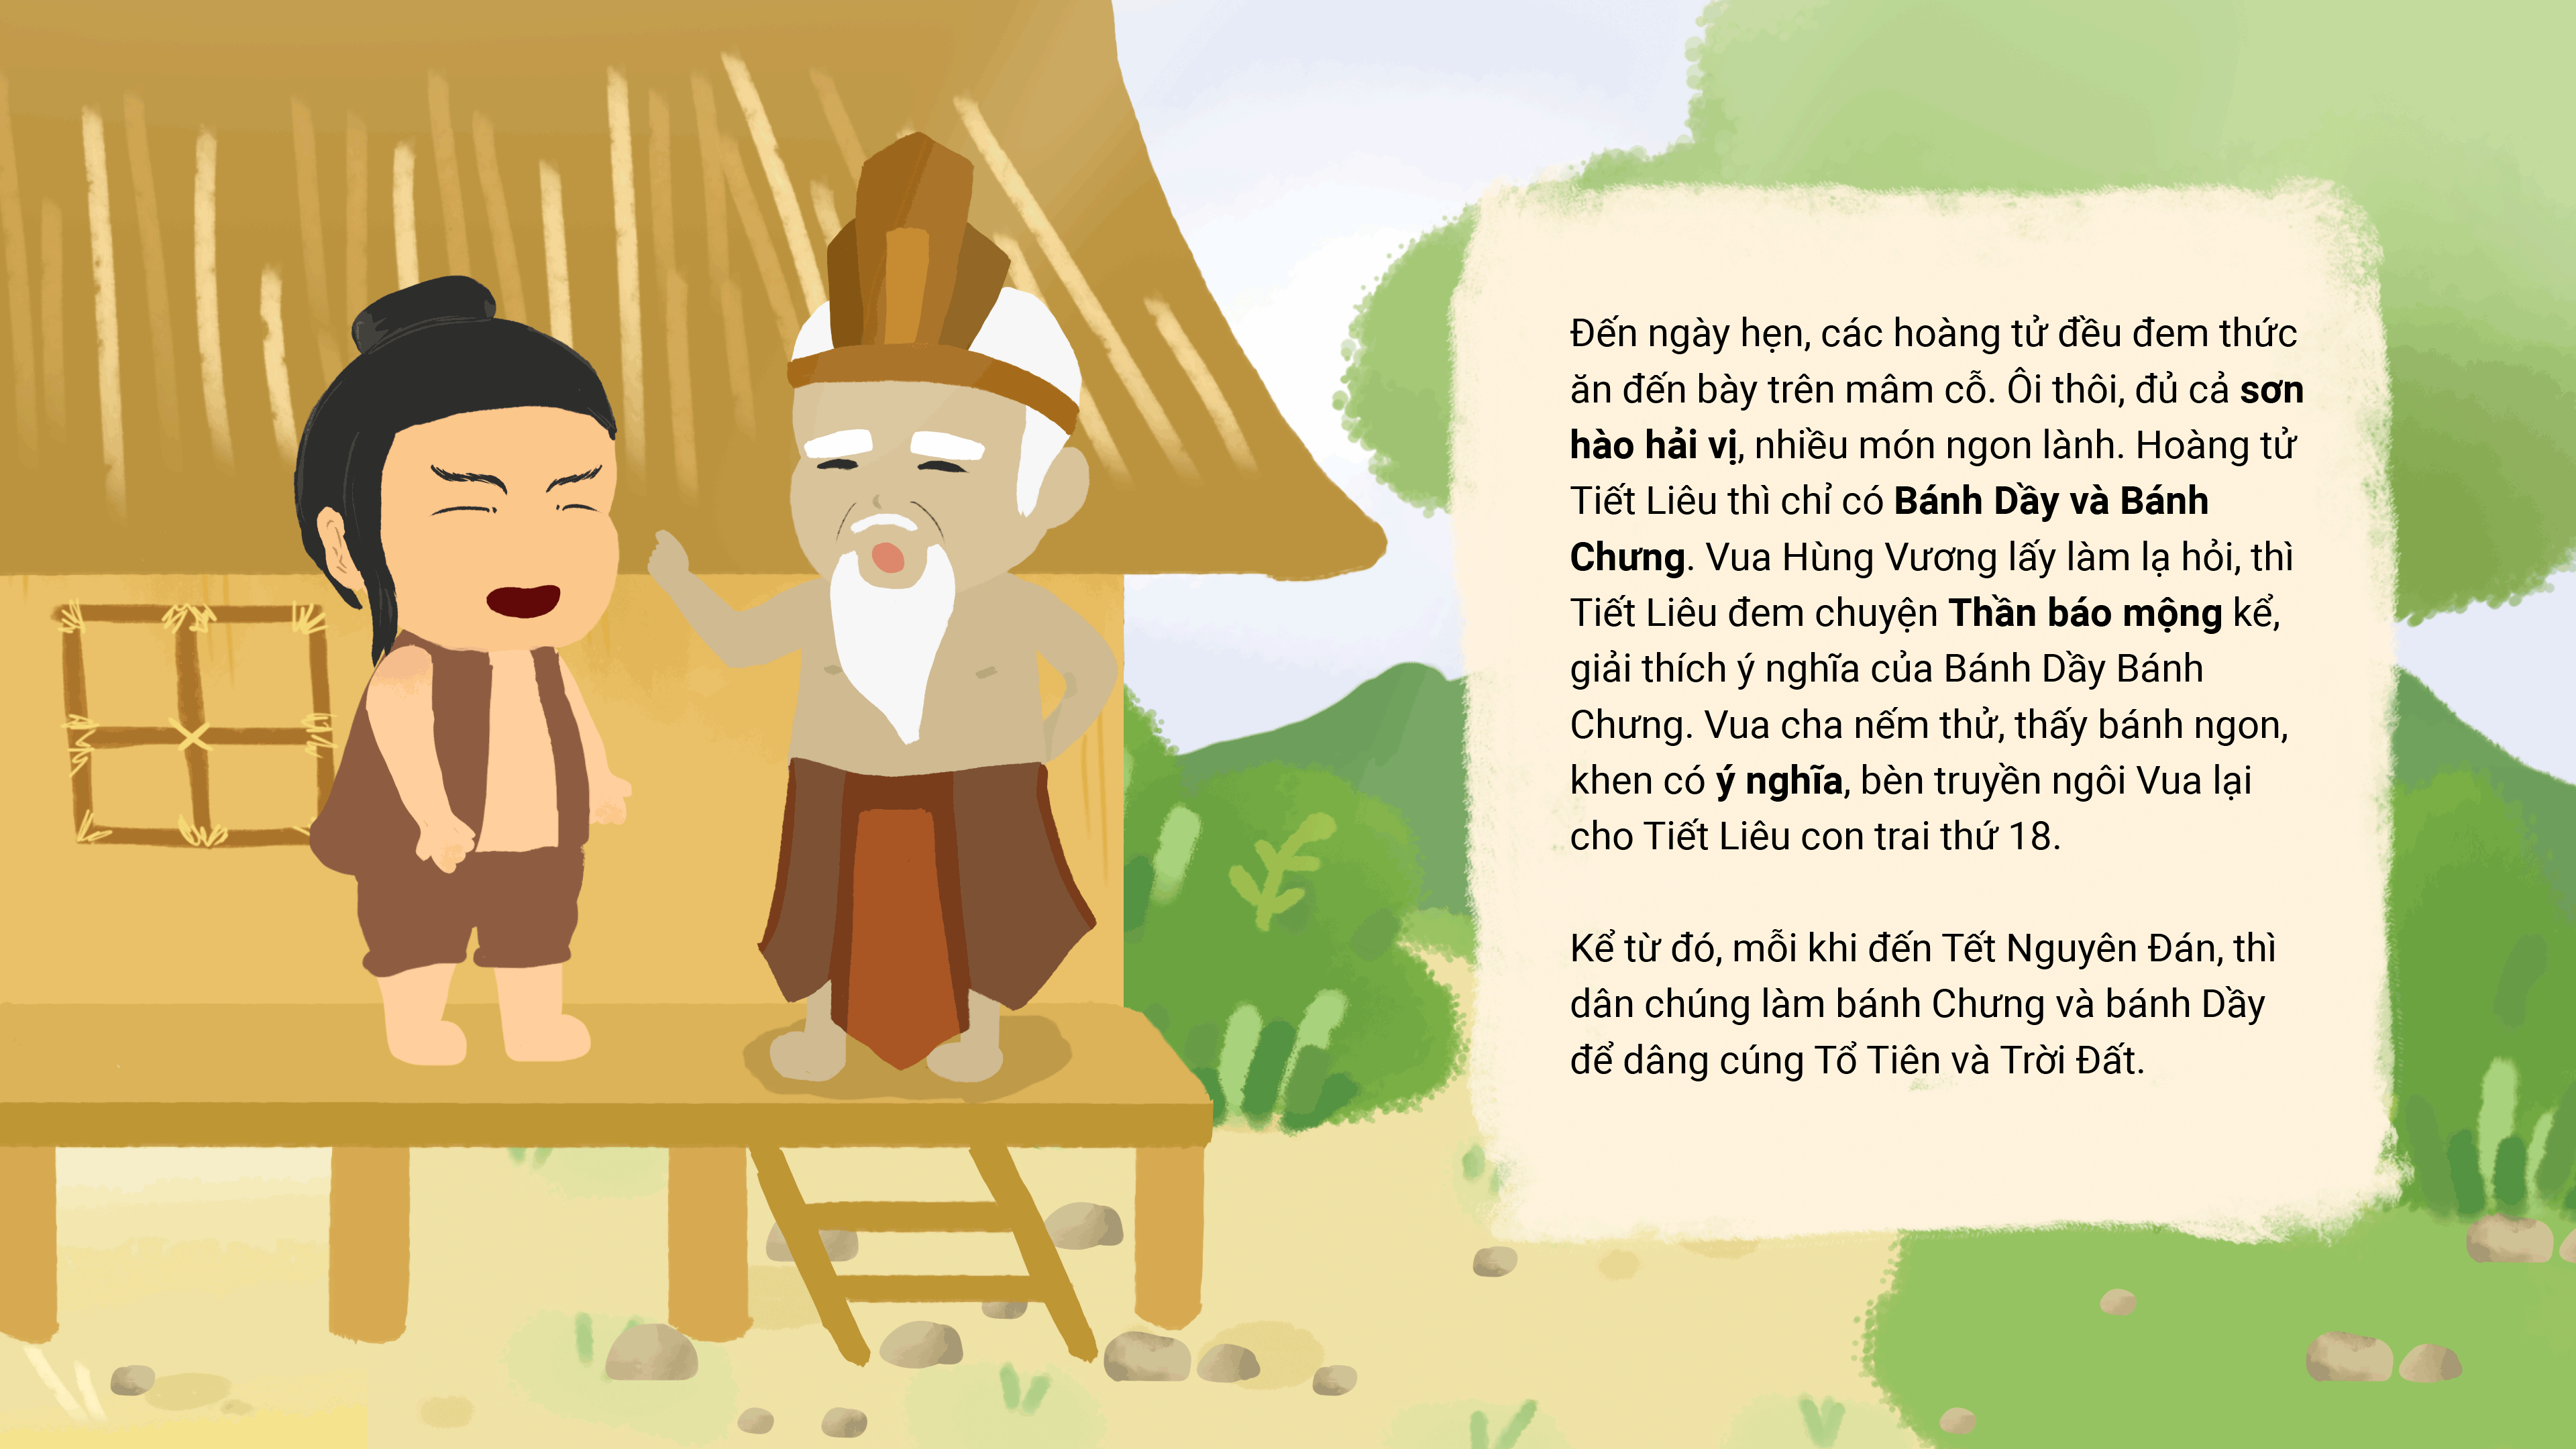 Đến ngày hẹn, các hoàng tử đều đem thức
ăn đến bày trên mâm cỗ. Ôi thôi, đủ cả sơn
hào hải vị, nhiều món ngon lành. Hoàng tử
Tiết Liêu thì chỉ có Bánh Dầy và Bánh
Chưng. Vua Hùng Vương lấy làm lạ hỏi, thì
Tiết Liêu đem chuyện Thần báo mộng kể,
giải thích ý nghĩa của Bánh Dầy Bánh
Chưng. Vua cha nếm thử, thấy bánh ngon,
khen có ý nghĩa, bèn truyền ngôi Vua lại
cho Tiết Liêu con trai thứ 18.
Kể từ đó, mỗi khi đến Tết Nguyên Đán, thì
dân chúng làm bánh Chưng và bánh Dầy
để dâng cúng Tổ Tiên và Trời Đất.